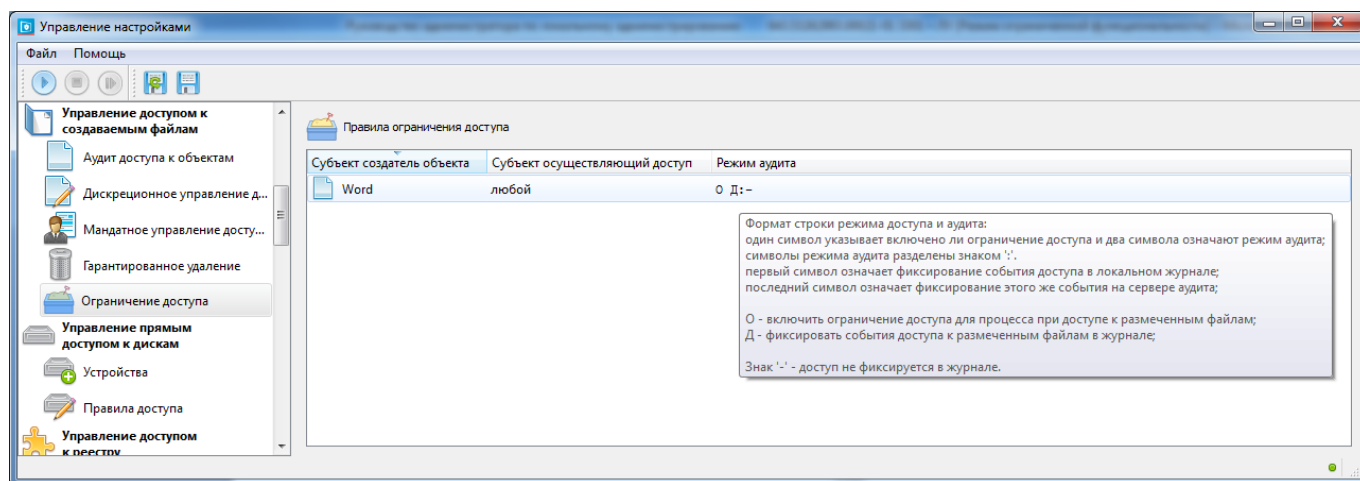 Управление настройками
Файл Помощь
Управление доступом к
создаваемым файлам
Аудит доступа к объектам
Дискреционное управление д...
Мандатное управление досту...
Гарантированное удаление
Ограничение доступа
Управление прямым
доступом к дискам
Устройства
Правила доступа
Управление доступом
к реестру
Правила ограничения доступа
Субъект создатель объекта Субъект осуществляющий доступ Режим аудита
Word любой О Д:-
Формат строки режима доступа и аудита:
один символ указывает включено ли ограничение доступа и два символа означают режим аудита;
символы режима аудита разделены знаком ':'.
первый символ означает фиксирование события доступа в локальном журнале;
последний символ означает фиксирование этого же события на сервере аудита;
О - включить ограничение доступа для процесса при доступе к размеченным файлам;
Д - фиксировать события доступа к размеченным файлам в журнале;
Знак '-' - доступ не фиксируется в журнале.